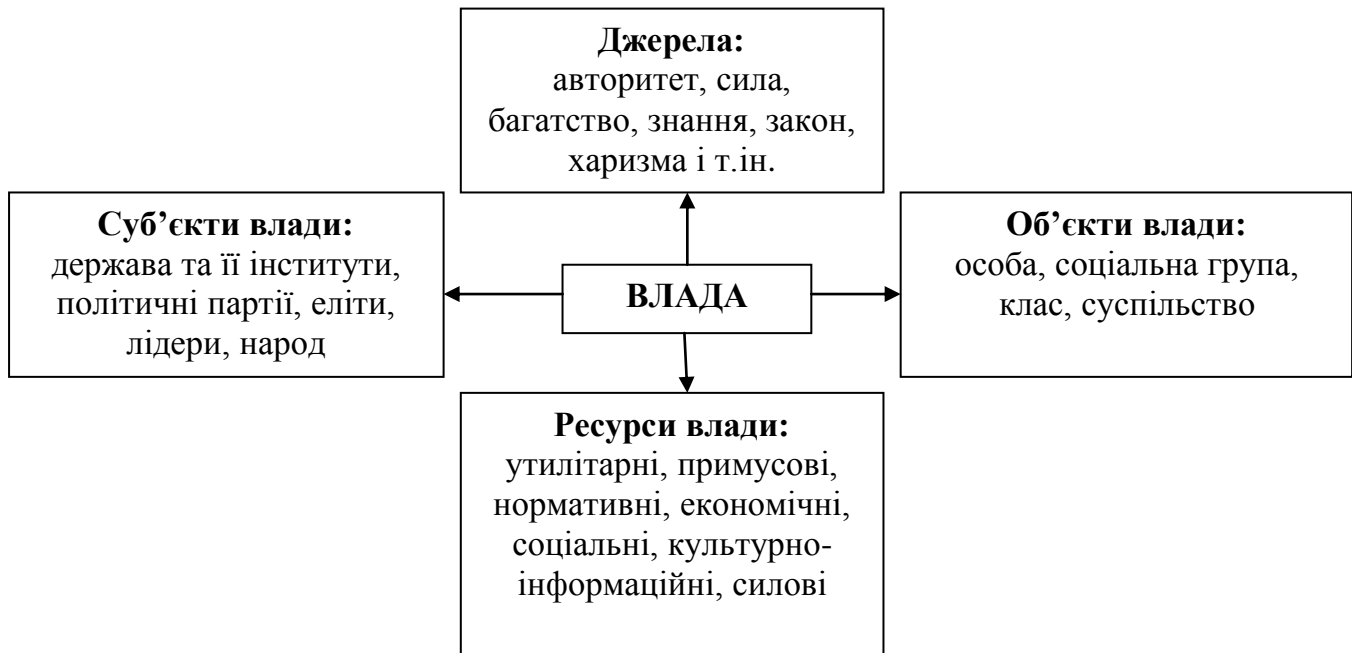 Джерела:
авторитет, сила,
багатство, знання, закон,
харизма і т.ін.
Суб’єкти влади:
держава та її інститути,
політичні партії, еліти,
лідери, народ
ВЛАДА
Об’єкти влади:
особа, соціальна група,
клас, суспільство
Ресурси влади:
утилітарні, примусові,
нормативні, економічні,
соціальні, культурно-
інформаційні, силові